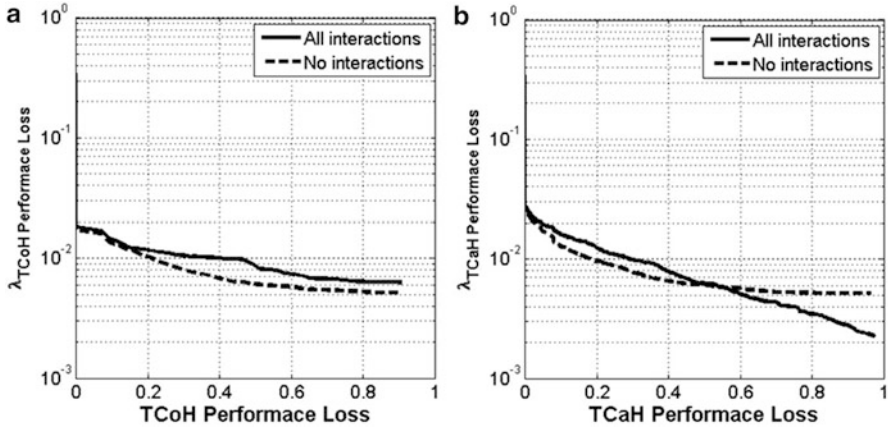 a
10^0
10^-1
10^-2
10^-3
λTCoH Performace Loss
All interactions
No interactions
0 0.2 0.4 0.6 0.8 1
TCoH Performace Loss
b
10^0
10^-1
10^-2
10^-3
λTCaH Performace Loss
All interactions
No interactions
0 0.2 0.4 0.6 0.8 1
TCaH Performace Loss